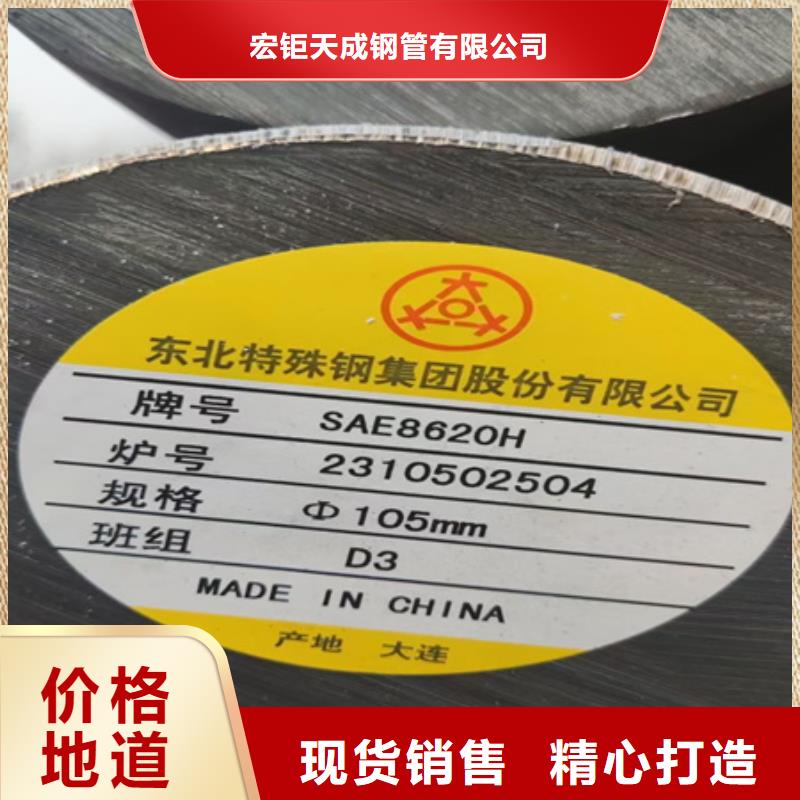 宏钜天成钢管有限公司
东北特殊钢集团股份有限公司
牌号 SAE8620H
炉号 2310502504
规格 Φ105mm
班组 D3
MADE IN CHINA
产地 大连
价格
地道
现货销售 精心打造